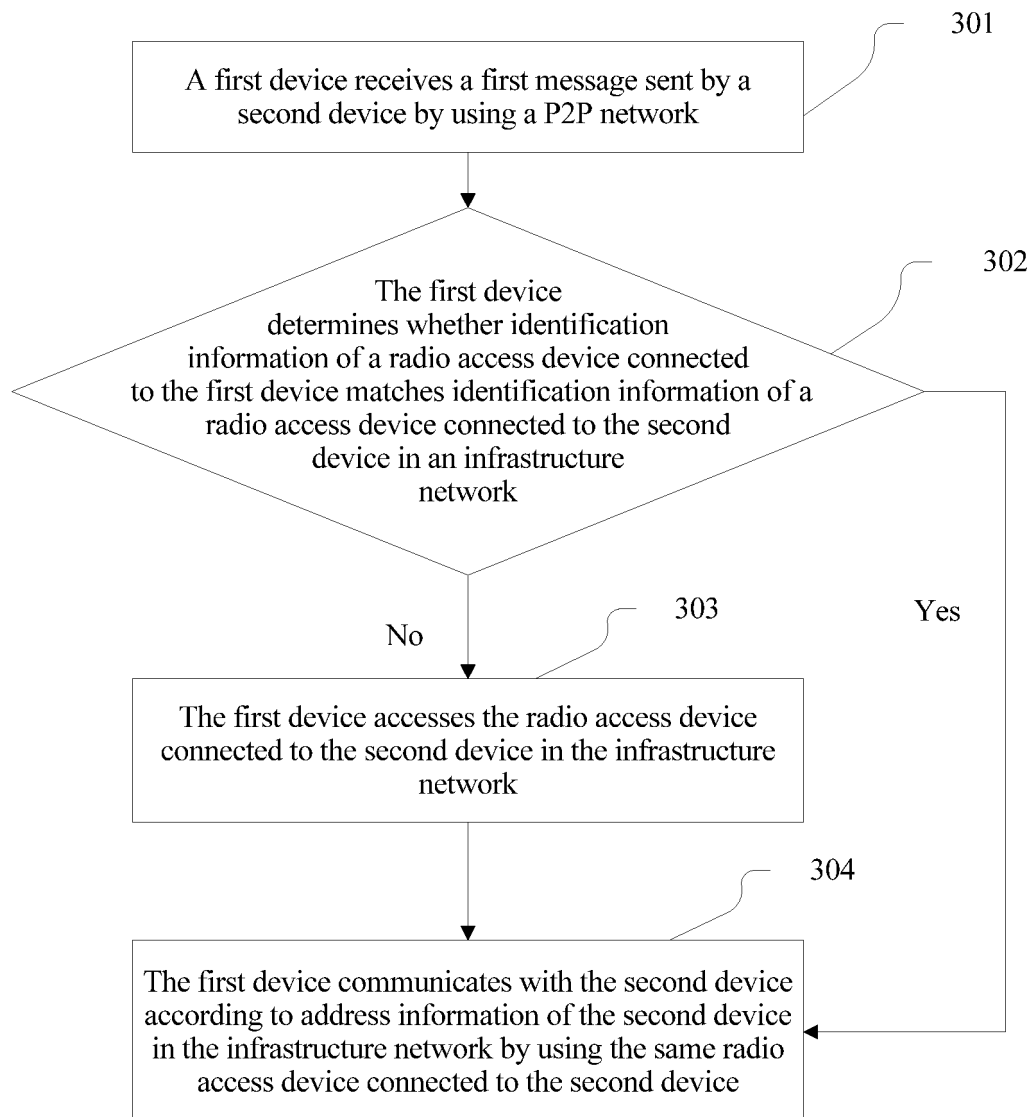 301
A first device receives a first message sent by a
second device by using a P2P network
302
The first device
determines whether identification
information of a radio access device connected
to the first device matches identification information of a
radio access device connected to the second
device in an infrastructure
network
303
No
Yes
The first device accesses the radio access device
connected to the second device in the infrastructure
network
304
The first device communicates with the second device
according to address information of the second device
in the infrastructure network by using the same radio
access device connected to the second device